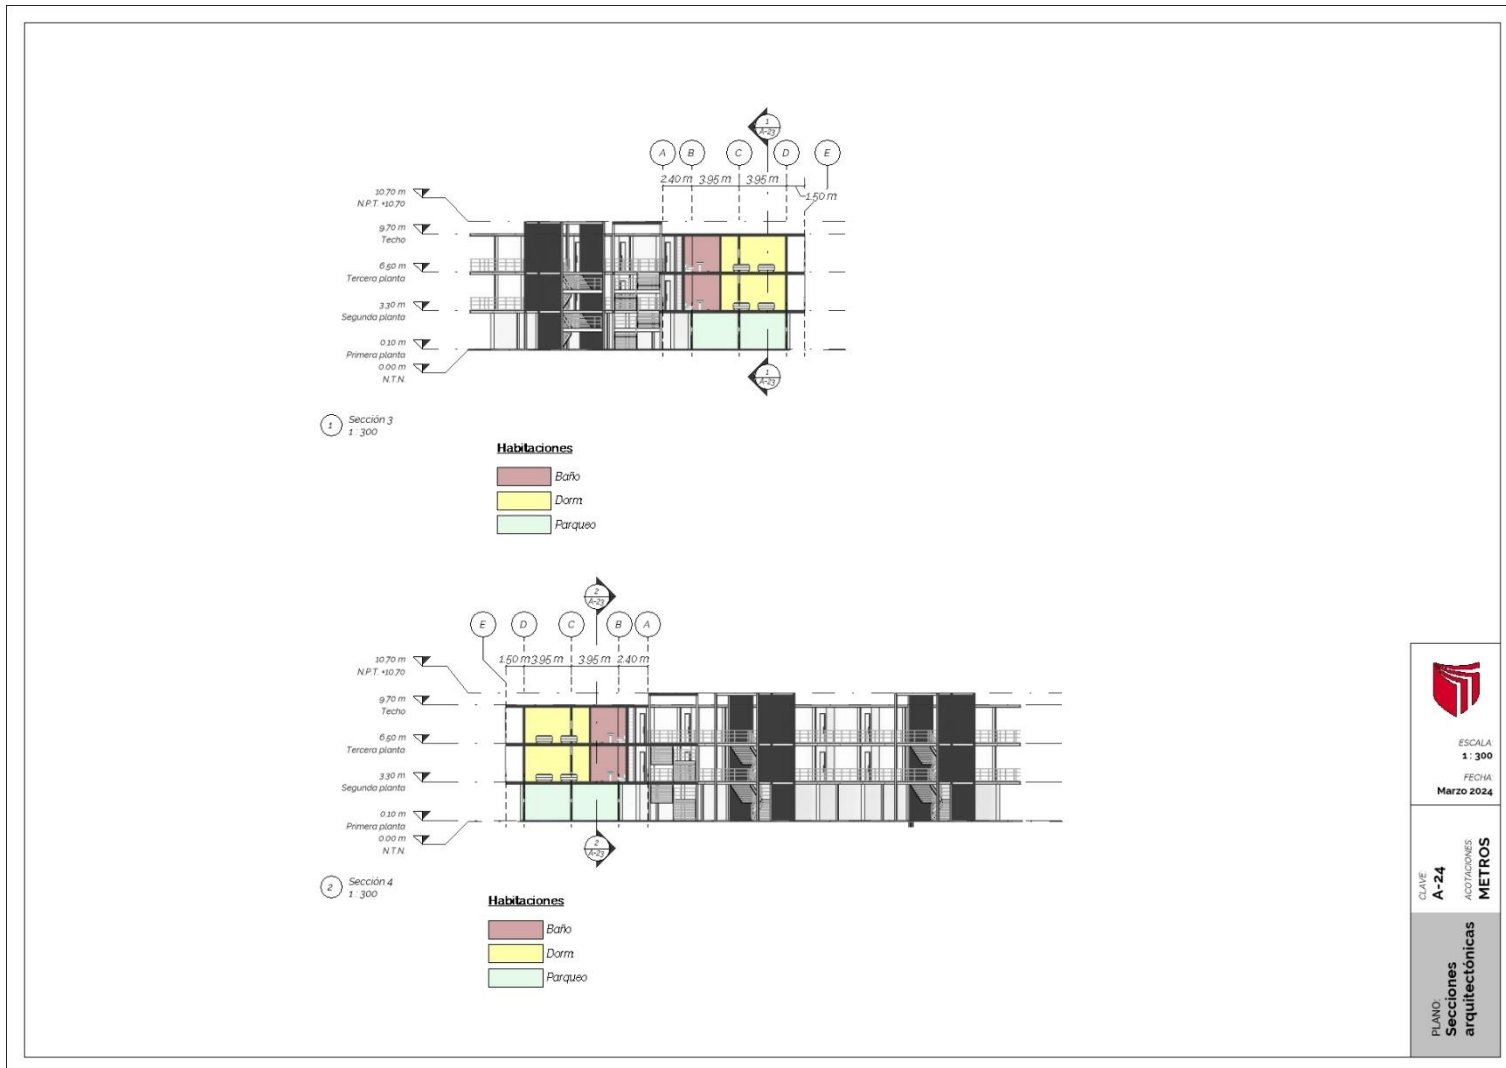 1
A-23
A
B
C
D
E
2.40 m
3.95 m
3.95 m
1.50 m
10.70 m
N.P.T. +10.70
9.70 m
Techo
6.50 m
Tercera planta
3.30 m
Segunda planta
0.10 m
Primera planta
0.00 m
N.T.N.
1
A-23
1
Sección 3
1 : 300
Habitaciones
Baño
Dorm.
Parqueo
2
A-23
E
D
C
B
A
1.50 m
3.95 m
3.95 m
2.40 m
10.70 m
N.P.T. +10.70
9.70 m
Techo
6.50 m
Tercera planta
3.30 m
Segunda planta
0.10 m
Primera planta
0.00 m
N.T.N.
2
A-23
2
Sección 4
1 : 300
Habitaciones
Baño
Dorm.
Parqueo
ESCALA:
1 : 300
FECHA:
Marzo 2024
CLAVE:
A-24
ACOTACIONES:
METROS
PLANO:
Secciones
arquitectónicas